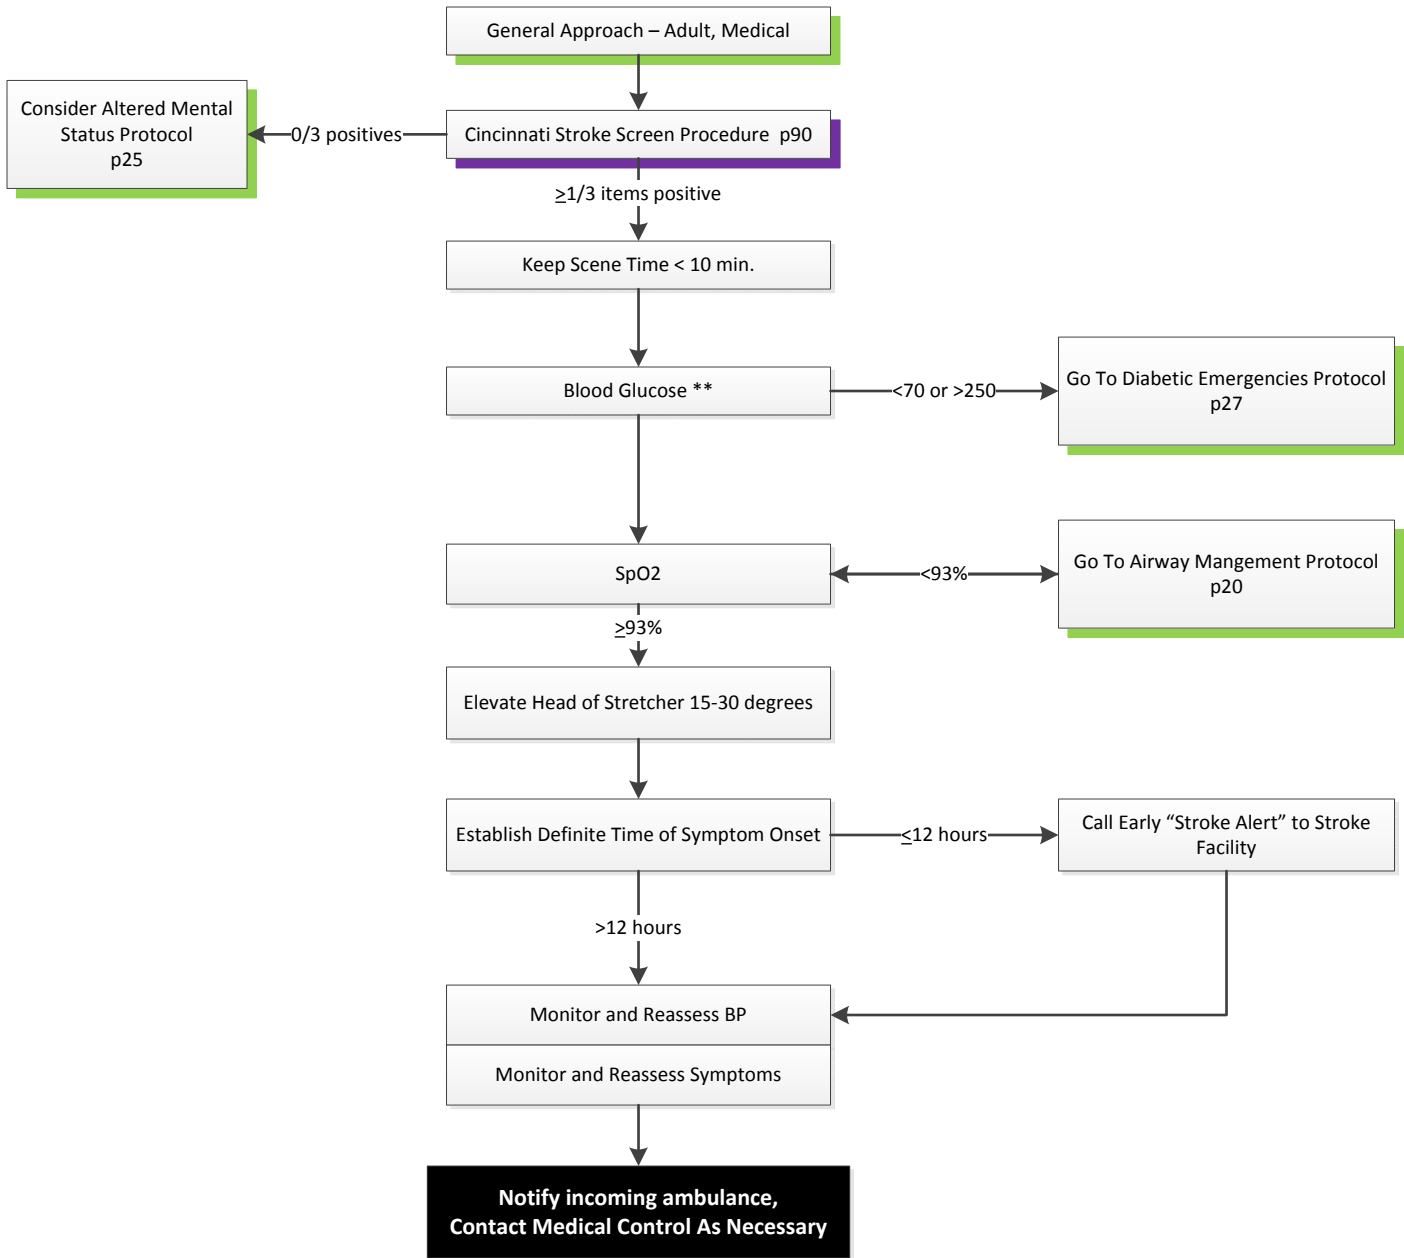 General Approach – Adult, Medical
Consider Altered Mental
Status Protocol
p25
0/3 positives
Cincinnati Stroke Screen Procedure  p90
≥1/3 items positive
Keep Scene Time < 10 min.
Blood Glucose **
<70 or >250
Go To Diabetic Emergencies Protocol
p27
SpO2
<93%
Go To Airway Mangement Protocol
p20
≥93%
Elevate Head of Stretcher 15-30 degrees
Establish Definite Time of Symptom Onset
≤12 hours
Call Early “Stroke Alert” to Stroke
Facility
>12 hours
Monitor and Reassess BP
Monitor and Reassess Symptoms
Notify incoming ambulance,
Contact Medical Control As Necessary